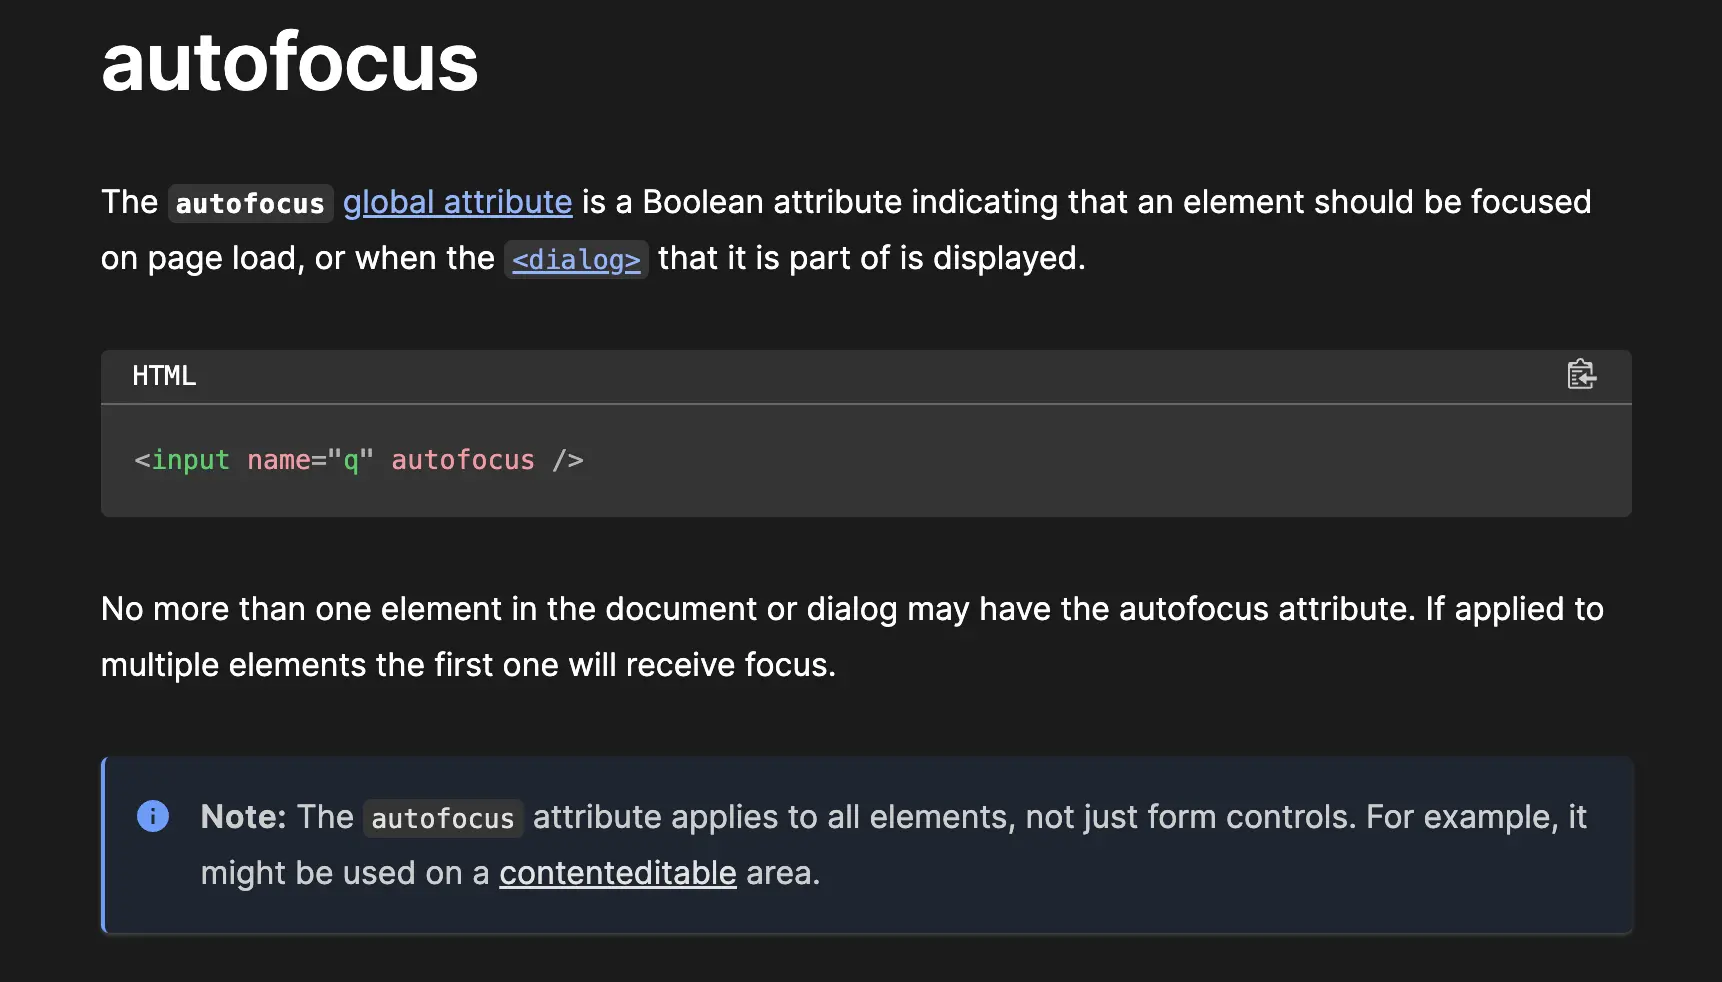 autofocus
The autofocus global attribute is a Boolean attribute indicating that an element should be focused
on page load, or when the <dialog> that it is part of is displayed.
HTML
<input name="q" autofocus />
No more than one element in the document or dialog may have the autofocus attribute. If applied to
multiple elements the first one will receive focus.
Note: The autofocus attribute applies to all elements, not just form controls. For example, it
might be used on a contenteditable area.